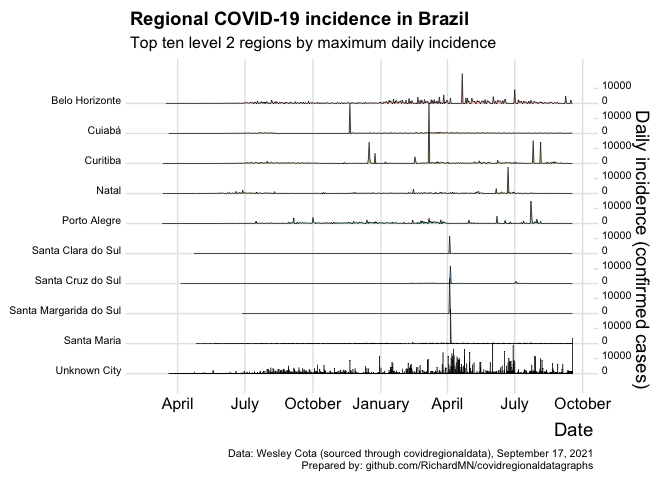 Regional COVID-19 incidence in Brazil
Top ten level 2 regions by maximum daily incidence
Belo Horizonte
10000
0
Cuiabá
10000
0
Curitiba
10000
0
Natal
10000
0
Porto Alegre
10000
0
Santa Clara do Sul
10000
0
Santa Cruz do Sul
10000
0
Santa Margarida do Sul
10000
0
Santa Maria
10000
0
Unknown City
10000
0
Daily incidence (confirmed cases)
April July October January April July October
Date
Data: Wesley Cota (sourced through covidregionaldata), September 17, 2021
Prepared by: github.com/RichardMN/covidregionaldatagraphs